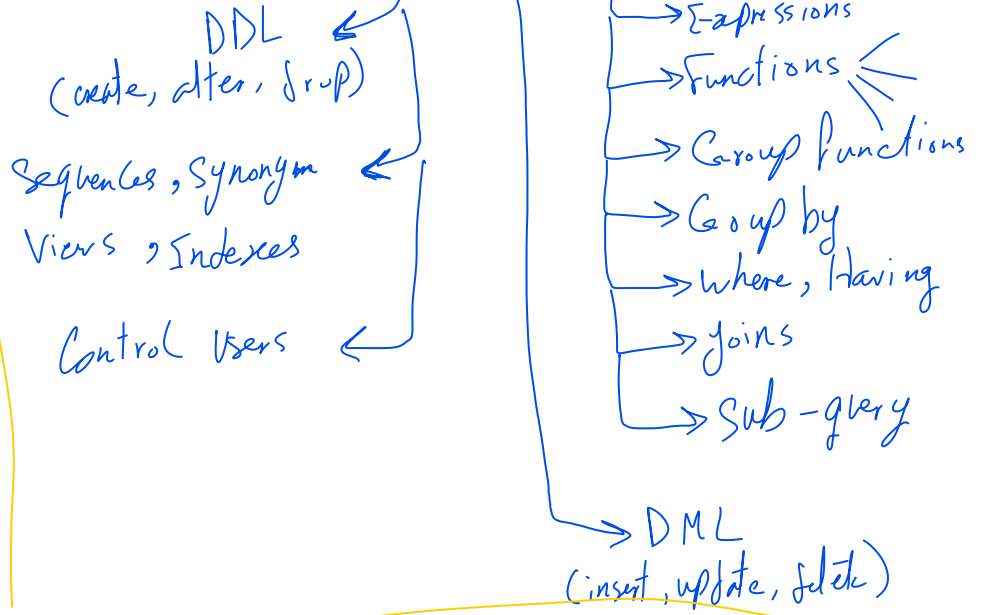 DDL
(create, alter, drop)
Sequences, Synonym
Views, Indexes
Control Users
Expressions
Functions
Group functions
Group by
where, Having
joins
Sub-query
DML
(insert, update, delete)